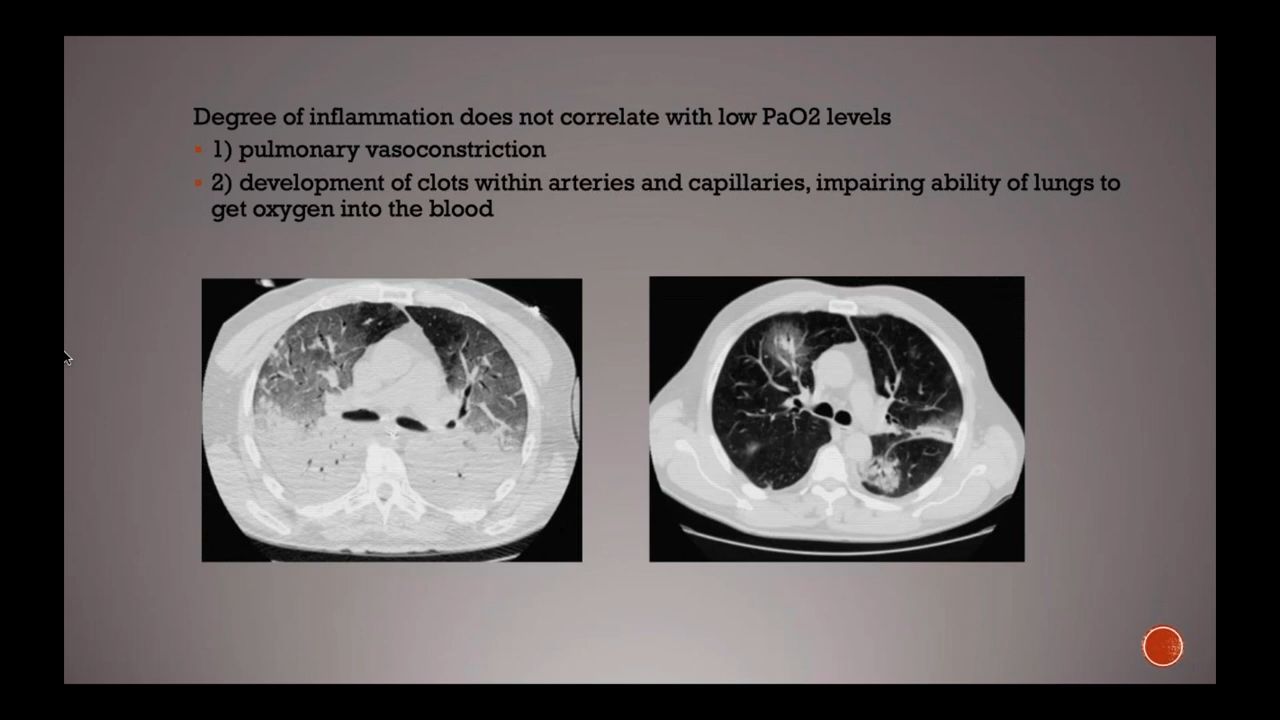 Degree of inflammation does not correlate with low PaO2 levels
1) pulmonary vasoconstriction
2) development of clots within arteries and capillaries, impairing ability of lungs to
get oxygen into the blood